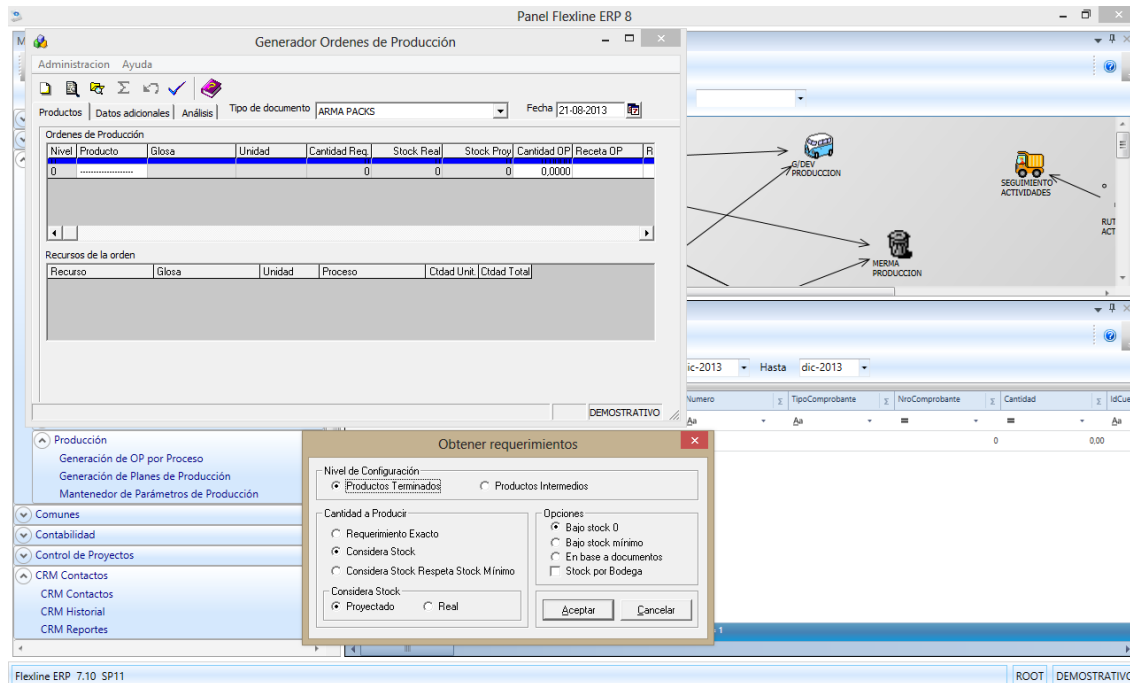 Panel Flexline ERP 8
Generador Ordenes de Producción
Administracion Ayuda
Productos Datos adicionales Análisis Tipo de documento ARMA PACKS Fecha 21-08-2013
Ordenes de Producción
Nivel Producto Glosa Unidad Cantidad Req. Stock Real Stock Proy Cantidad OP Receta OP R
0 ................... 0 0 0 0,0000
Recursos de la orden
Recurso Glosa Unidad Proceso Ctdad Unit. Ctdad Total
DEMOSTRATIVO
G/DEV
PRODUCCION
SEGUIMIENTO
ACTIVIDADES
RUT
ACT
MERMA
PRODUCCION
ic-2013 Hasta dic-2013
Numero TipoComprobante NroComprobante Cantidad IdCue
Aa Aa = = Aa
0 0,00
Producción
Generación de OP por Proceso
Generación de Planes de Producción
Mantenedor de Parámetros de Producción
Comunes
Contabilidad
Control de Proyectos
CRM Contactos
CRM Contactos
CRM Historial
CRM Reportes
Obtener requerimientos
Nivel de Configuración
Productos Terminados Productos Intermedios
Cantidad a Producir
Requerimiento Exacto
Considera Stock
Considera Stock Respeta Stock Mínimo
Considera Stock
Proyectado Real
Opciones
Bajo stock 0
Bajo stock mínimo
En base a documentos
Stock por Bodega
Aceptar Cancelar
1
Flexline ERP 7.10 SP11 ROOT DEMOSTRATIVO